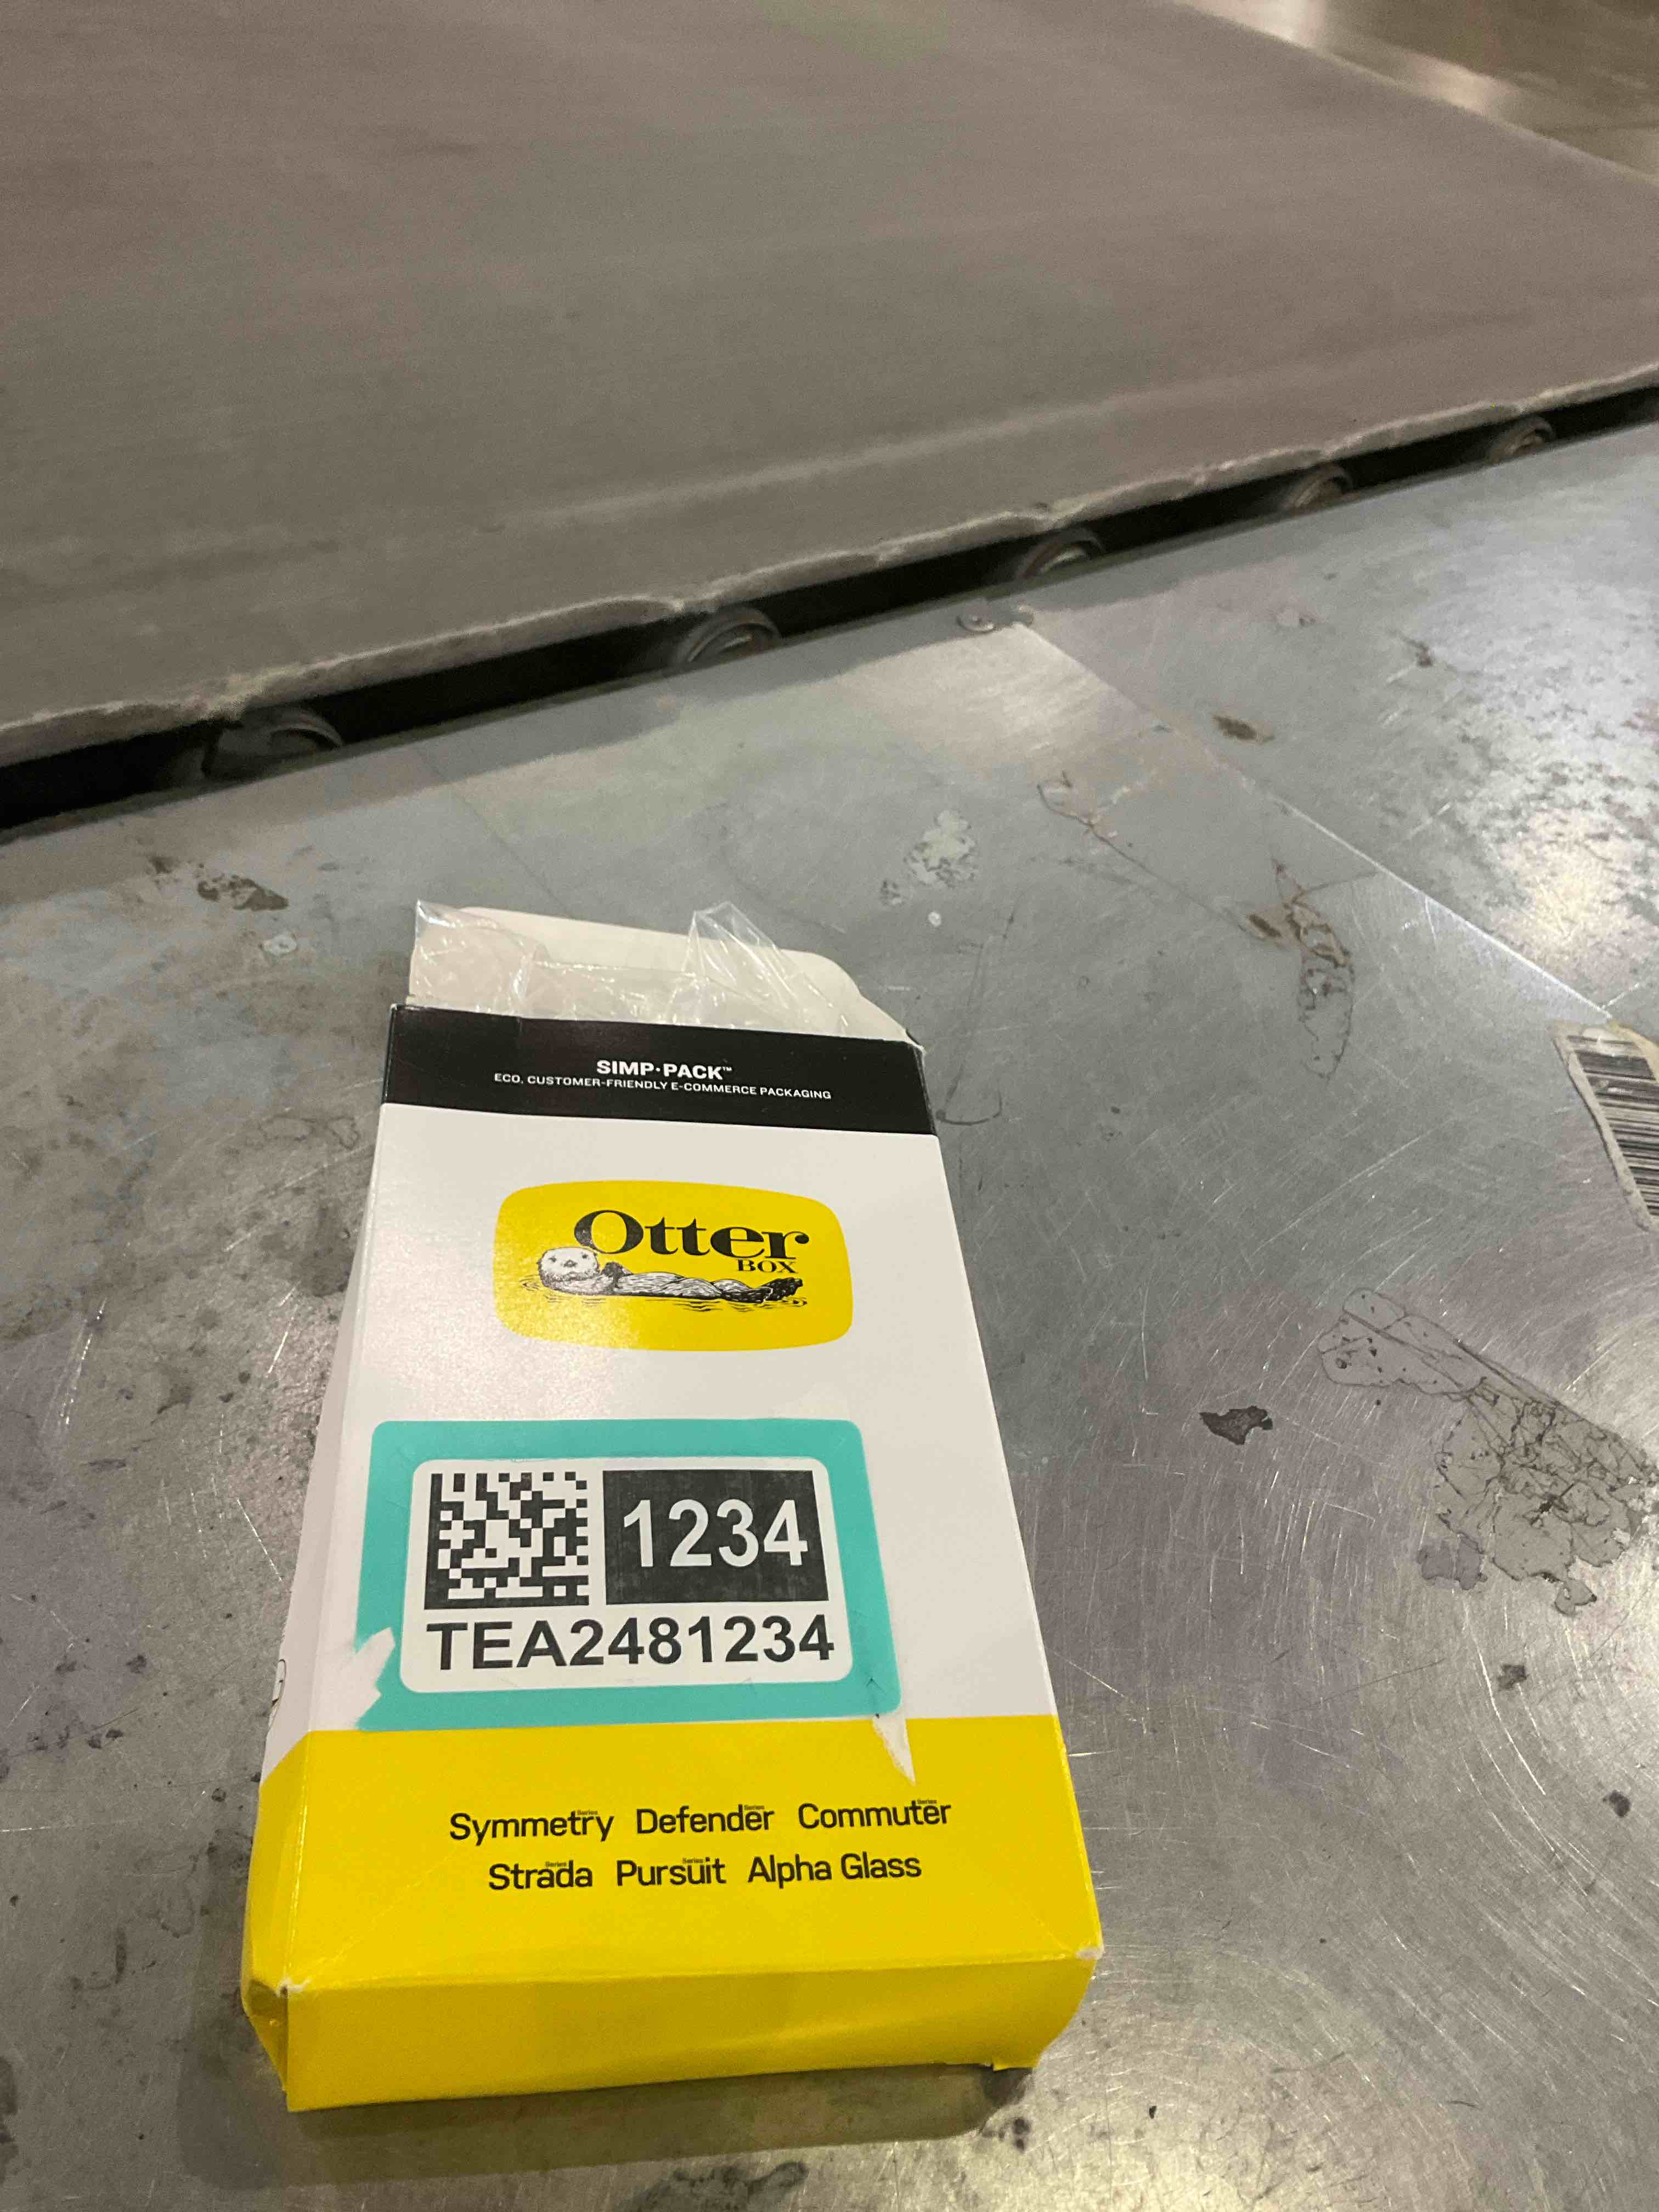 SIMP·PACK™
ECO, CUSTOMER-FRIENDLY E-COMMERCE PACKAGING
Otter
BOX
1234
TEA2481234
Symmetry Series Defender Series Commuter Series
Strada Series Pursuit Series Alpha Glass